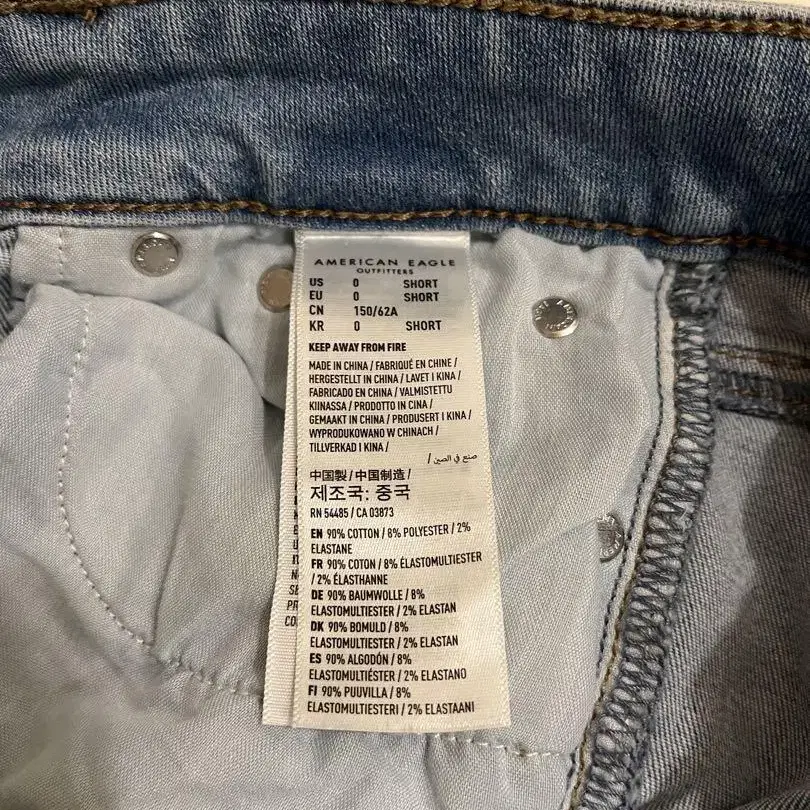 AMERICAN EAGLE
OUTFITTERS
US 0 SHORT
EU 0 SHORT
CN 150/62A
KR 0 SHORT
KEEP AWAY FROM FIRE
MADE IN CHINA / FABRIQUÉ EN CHINE /
HERGESTELLT IN CHINA / LAVET I KINA /
FABRICADO EN CHINA / VALMISTETTU
KIINASSA / PRODOTTO IN CINA /
GEMAAKT IN CHINA / PRODUSERT I KINA /
WYPRODUKOWANO W CHINACH /
TILLVERKAD I KINA /
صنع في الصين /
中国製 / 中国制造 /
제조국: 중국
RN 54485 / CA 03873
EN 90% COTTON / 8% POLYESTER / 2%
ELASTANE
FR 90% COTON / 8% ÉLASTOMULTIESTER
/ 2% ÉLASTHANNE
DE 90% BAUMWOLLE / 8%
ELASTOMULTIESTER / 2% ELASTAN
DK 90% BOMULD / 8%
ELASTOMULTIESTER / 2% ELASTAN
ES 90% ALGODÓN / 8%
ELASTOMULTIÉSTER / 2% ELASTANO
FI 90% PUUVILLA / 8%
ELASTOMULTIESTERI / 2% ELASTAANI